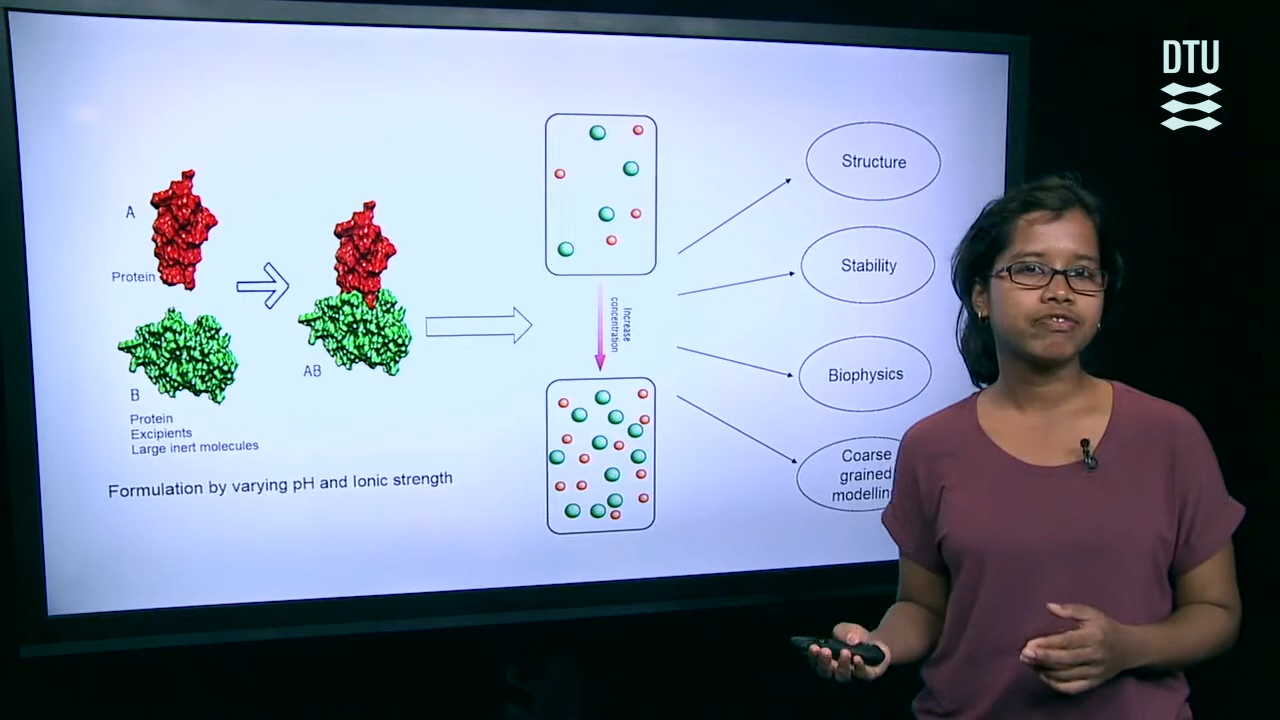 DTU
A
Protein
B
Protein
Excipients
Large inert molecules
AB
Formulation by varying pH and Ionic strength
Increase
concentration
Structure
Stability
Biophysics
Coarse
grained
modelling